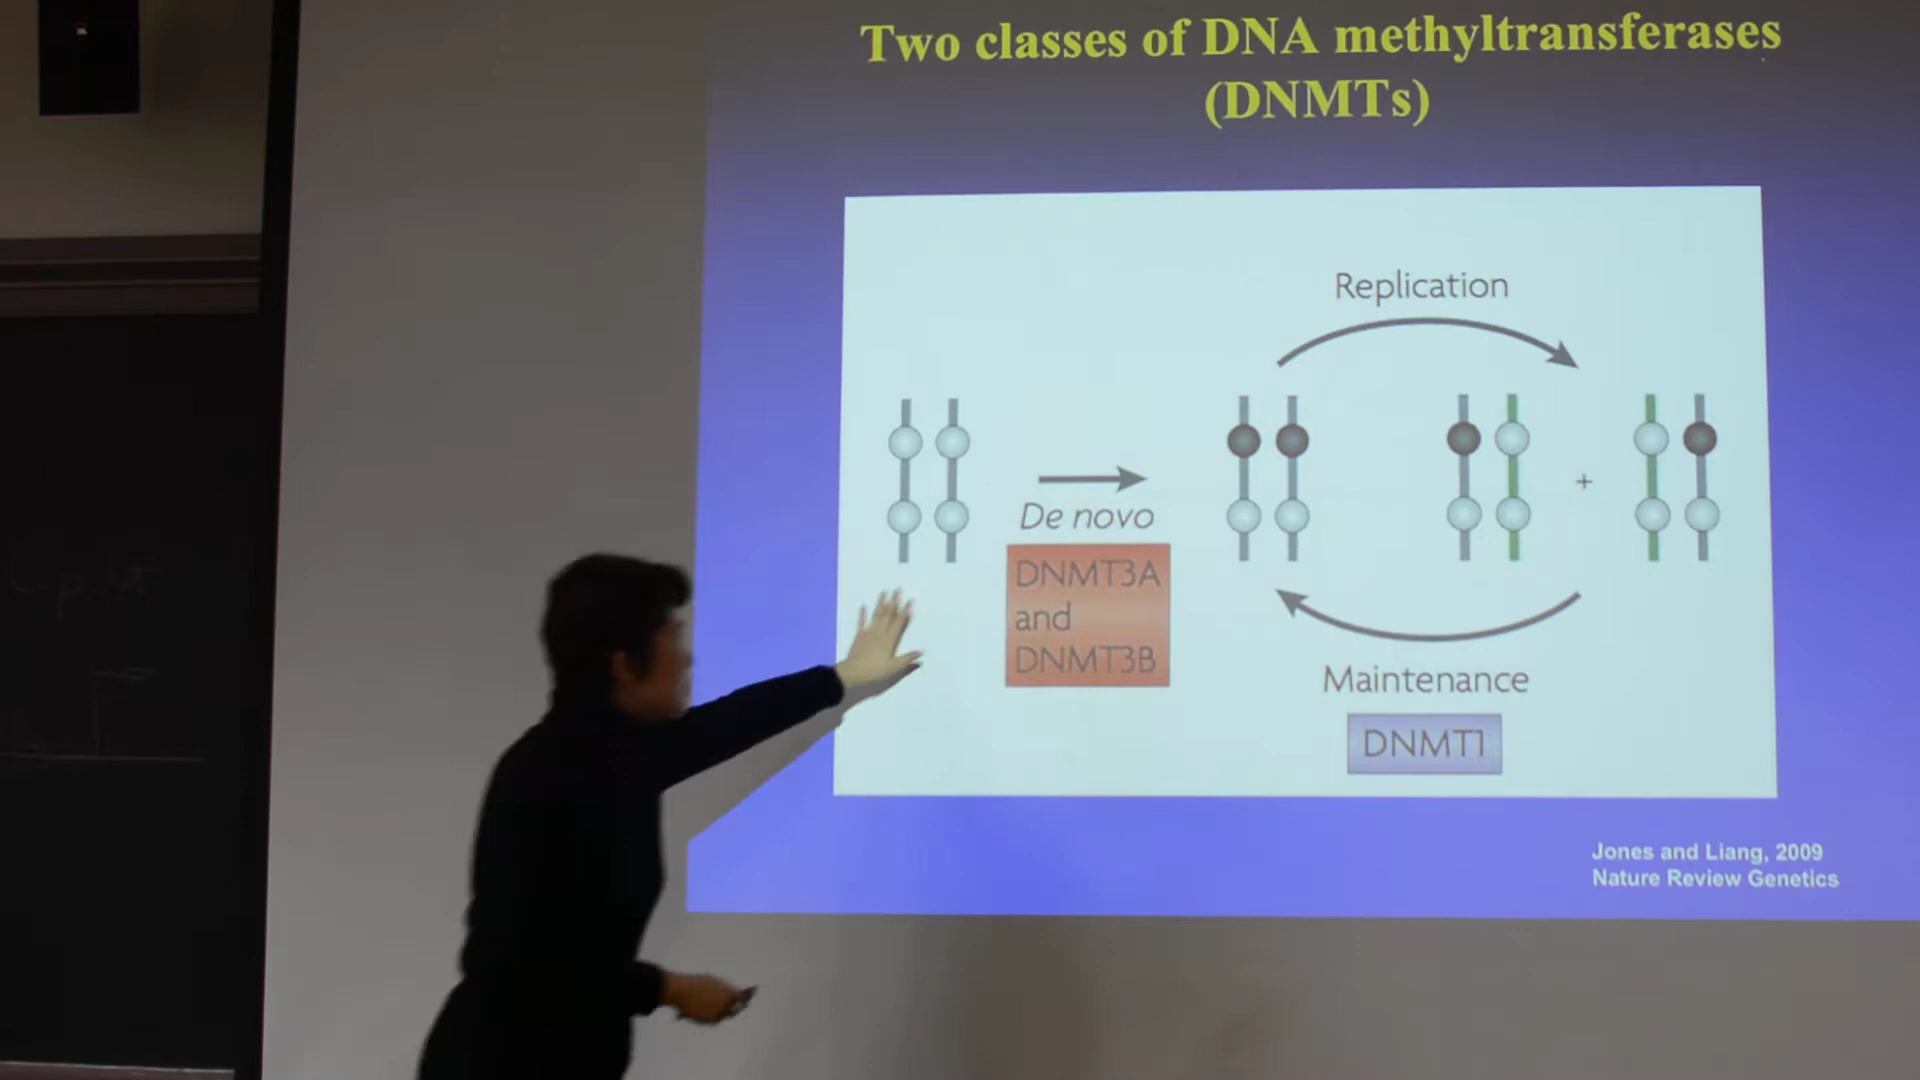 Two classes of DNA methyltransferases
(DNMTs)
Replication
+
De novo
DNMT3A
and
DNMT3B
Maintenance
DNMT1
Jones and Liang, 2009
Nature Review Genetics